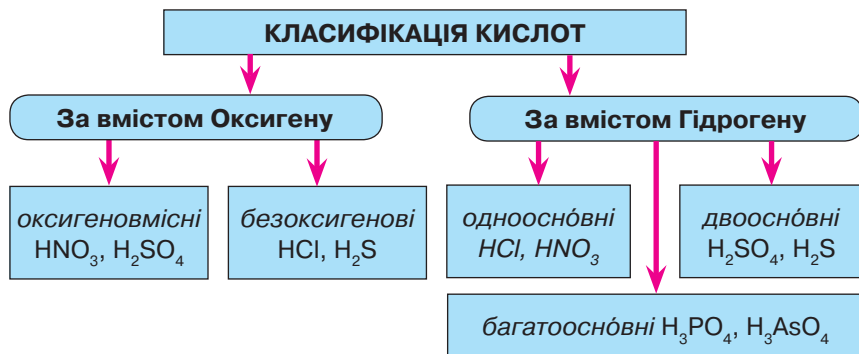 КЛАСИФІКАЦІЯ КИСЛОТ
За вмістом Оксигену
За вмістом Гідрогену
оксигеновмісні
HNO₃, H₂SO₄
безоксигенові
HCl, H₂S
одноосно́вні
HCl, HNO₃
двоосно́вні
H₂SO₄, H₂S
багатоосно́вні H₃PO₄, H₃AsO₄